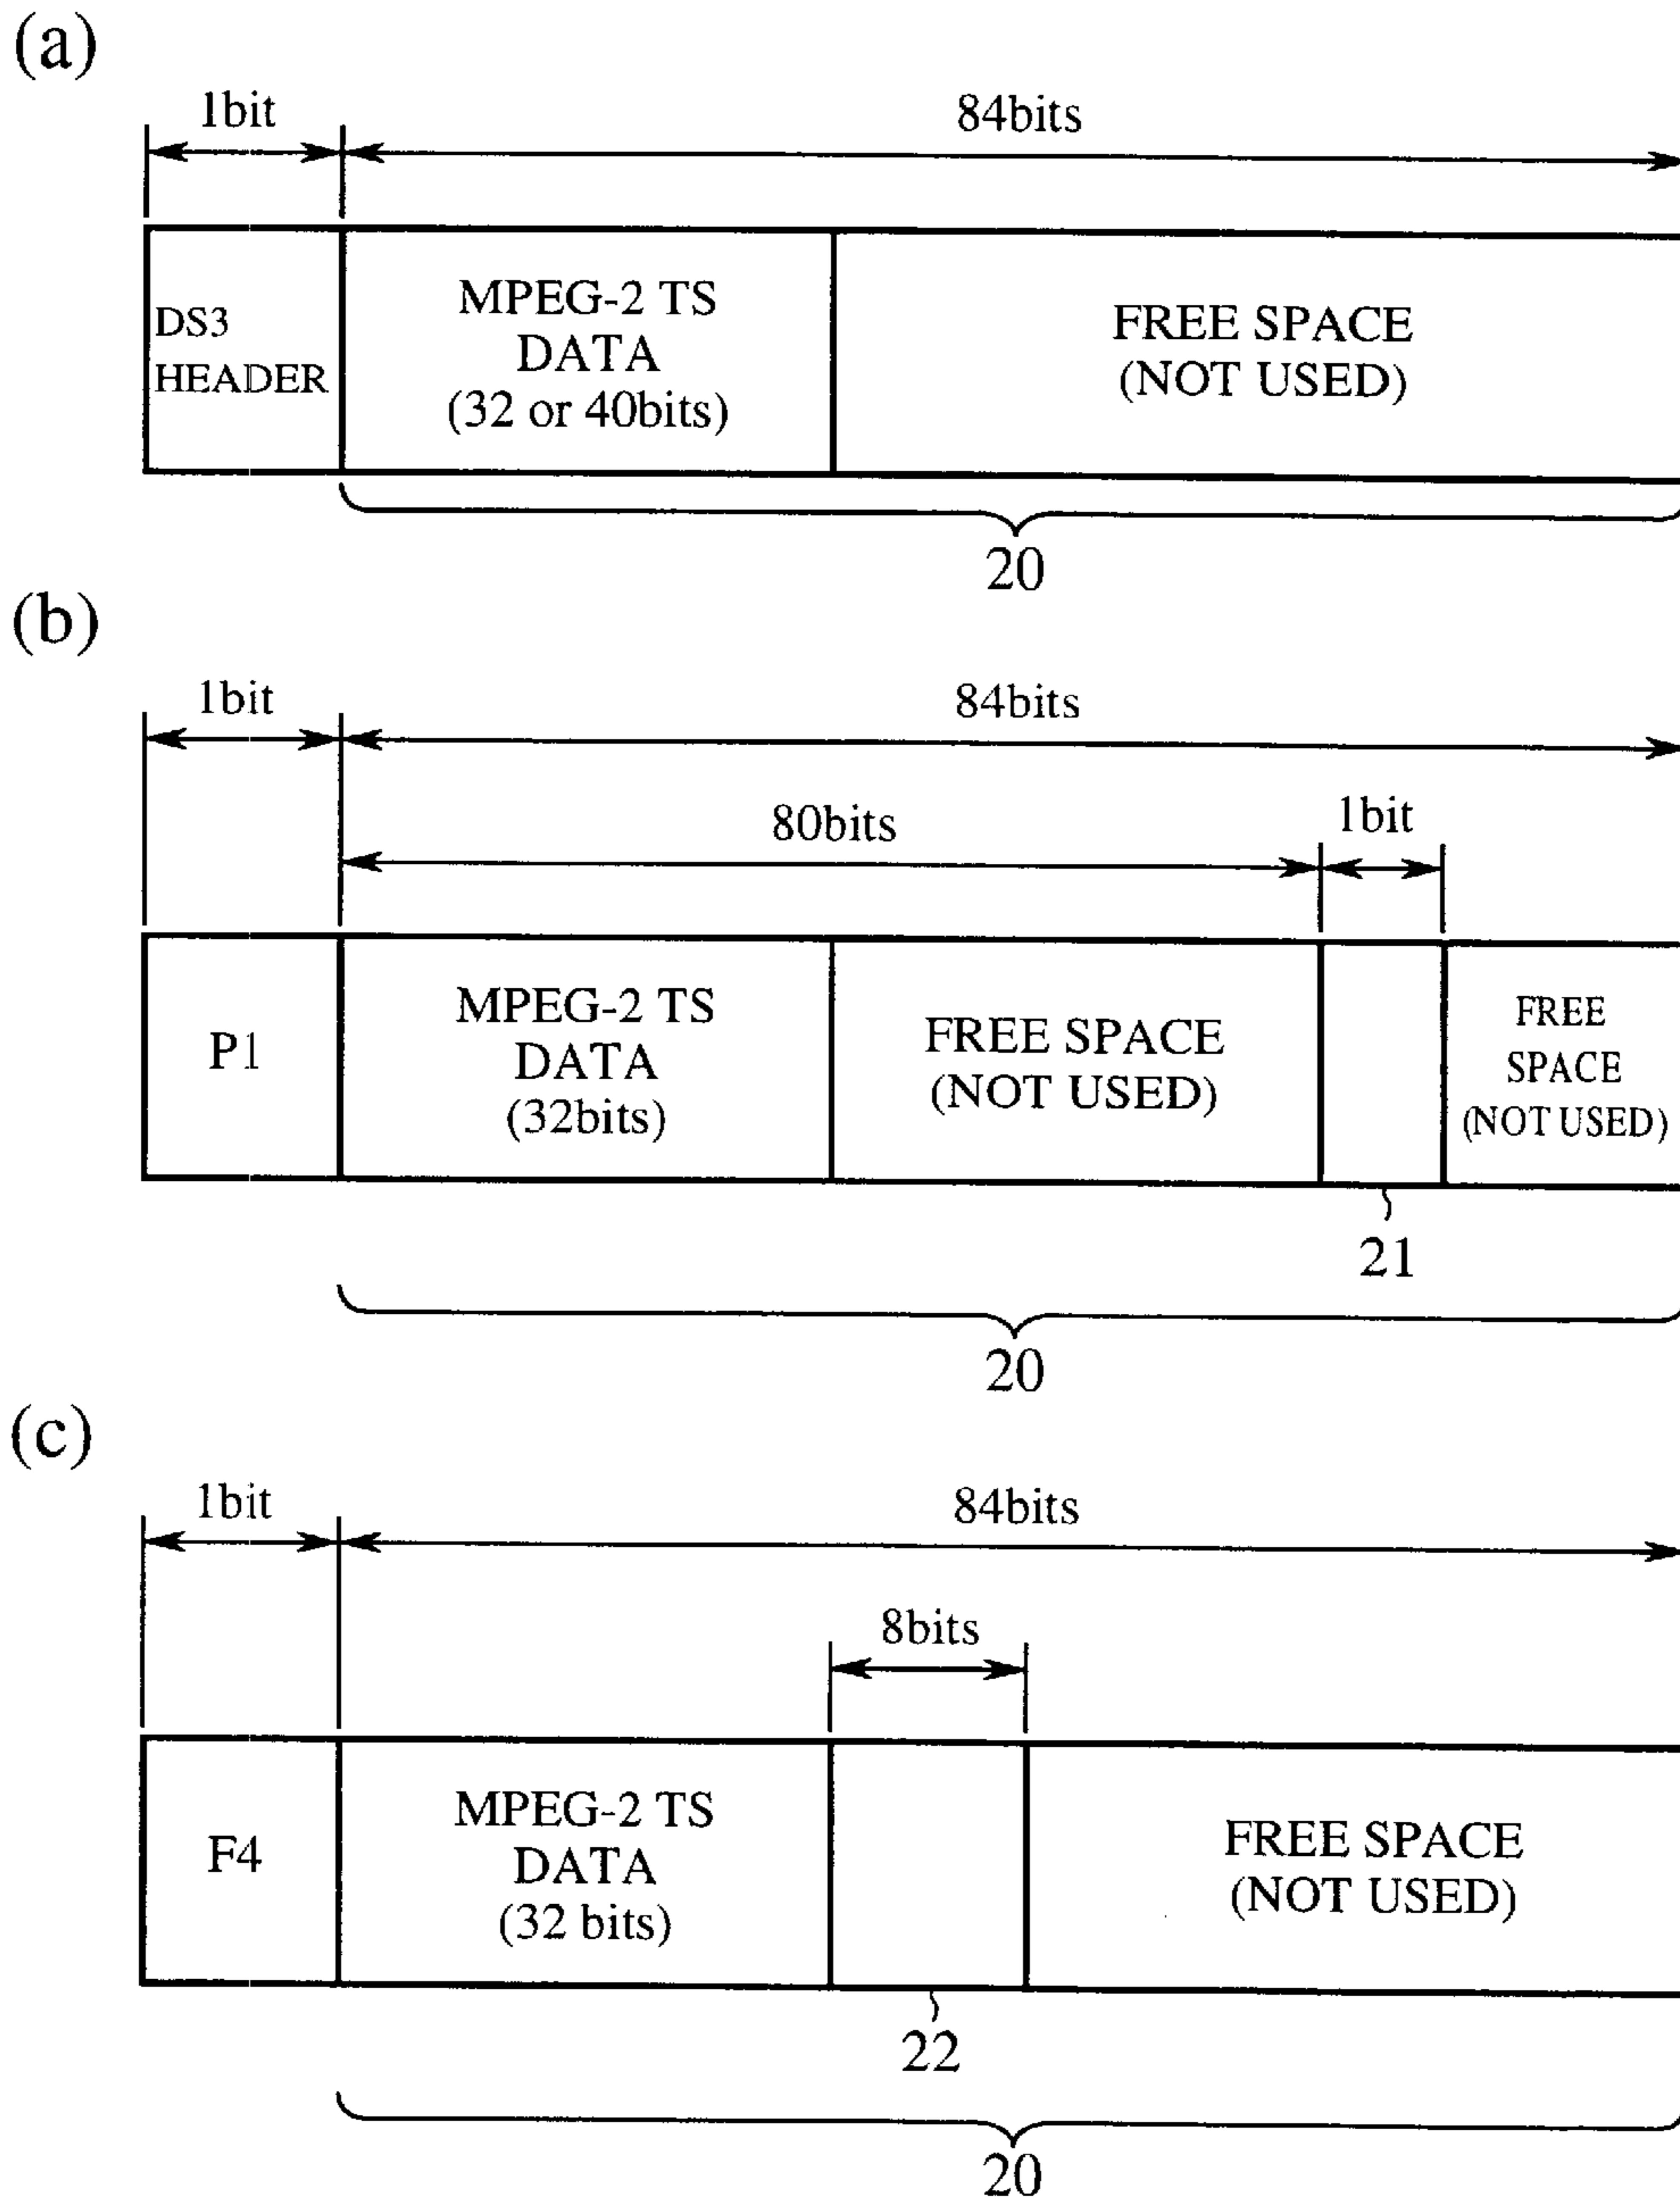 (a)
1bit
84bits
DS3
HEADER
MPEG-2 TS
DATA
(32 or 40bits)
FREE SPACE
(NOT USED)
20
(b)
1bit
84bits
80bits
1bit
P1
MPEG-2 TS
DATA
(32bits)
FREE SPACE
(NOT USED)
FREE
SPACE
(NOT USED)
21
20
(c)
1bit
84bits
8bits
F4
MPEG-2 TS
DATA
(32 bits)
FREE SPACE
(NOT USED)
22
20